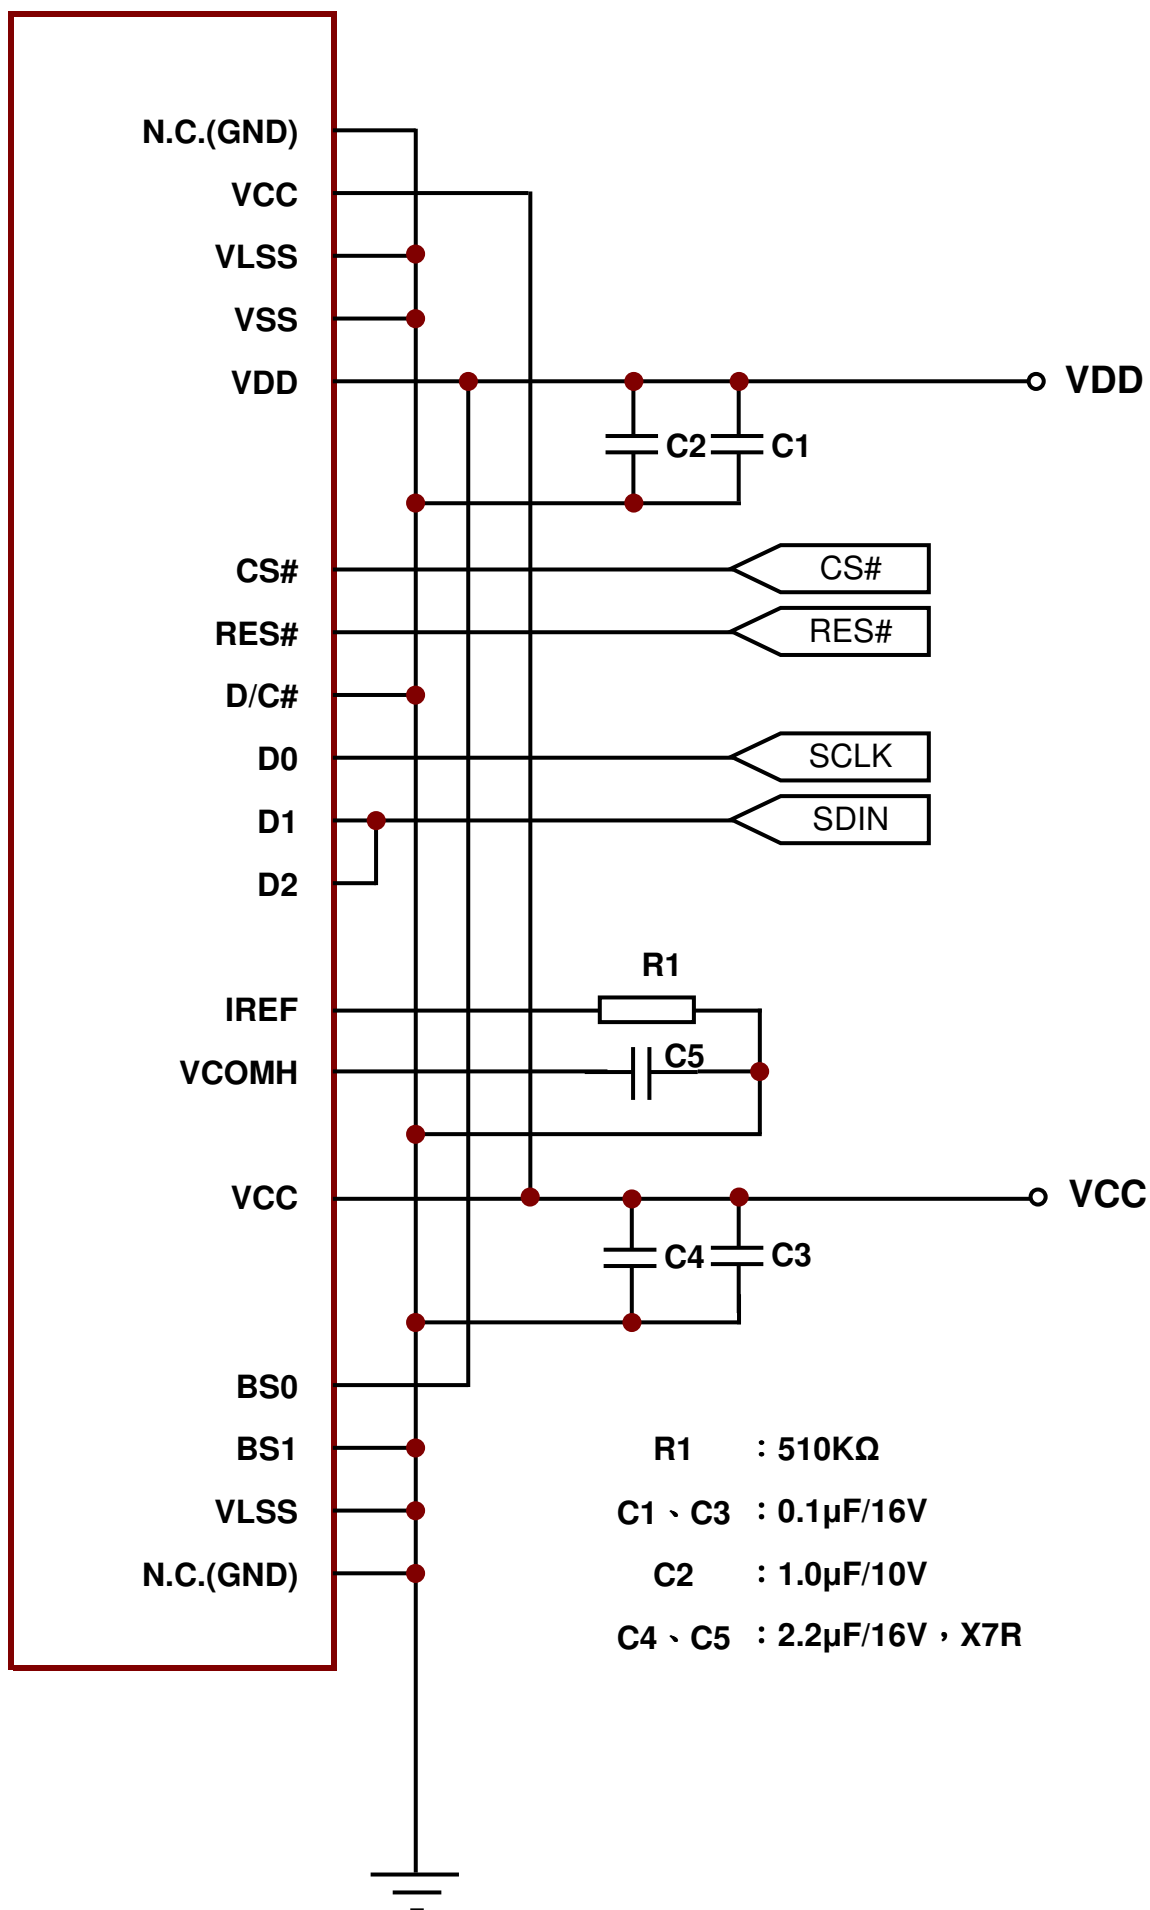 N.C.(GND)
VCC
VLSS
VSS
VDD
VDD
C2
C1
CS#
CS#
RES#
RES#
D/C#
D0
SCLK
D1
SDIN
D2
R1
IREF
C5
VCOMH
VCC
VCC
C4
C3
BS0
BS1
R1 : 510KΩ
VLSS
C1、C3 : 0.1µF/16V
N.C.(GND)
C2 : 1.0µF/10V
C4、C5 : 2.2µF/16V，X7R